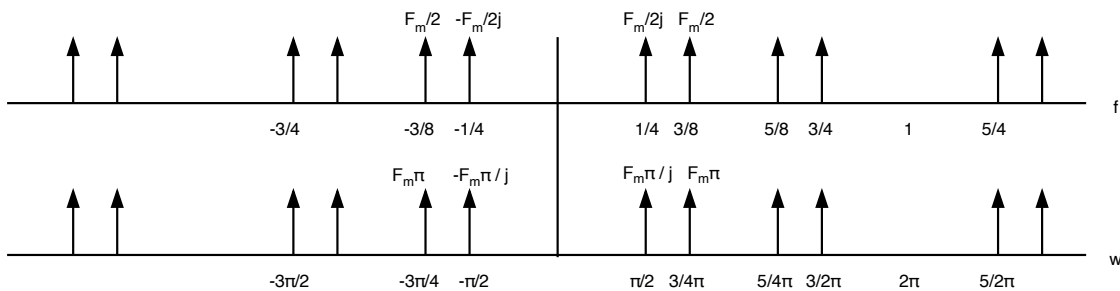 F_m/2 -F_m/2j F_m/2j F_m/2
f
-3/4 -3/8 -1/4 1/4 3/8 5/8 3/4 1 5/4
F_mπ -F_mπ / j F_mπ / j F_mπ
w
-3π/2 -3π/4 -π/2 π/2 3/4π 5/4π 3/2π 2π 5/2π